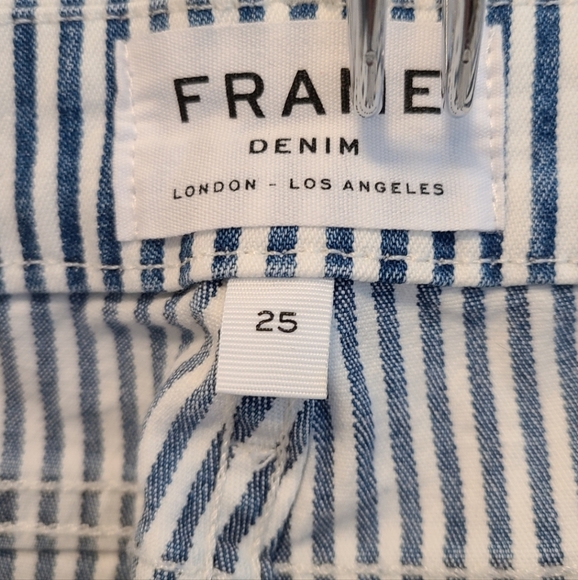 FRAME
DENIM
LONDON - LOS ANGELES
25